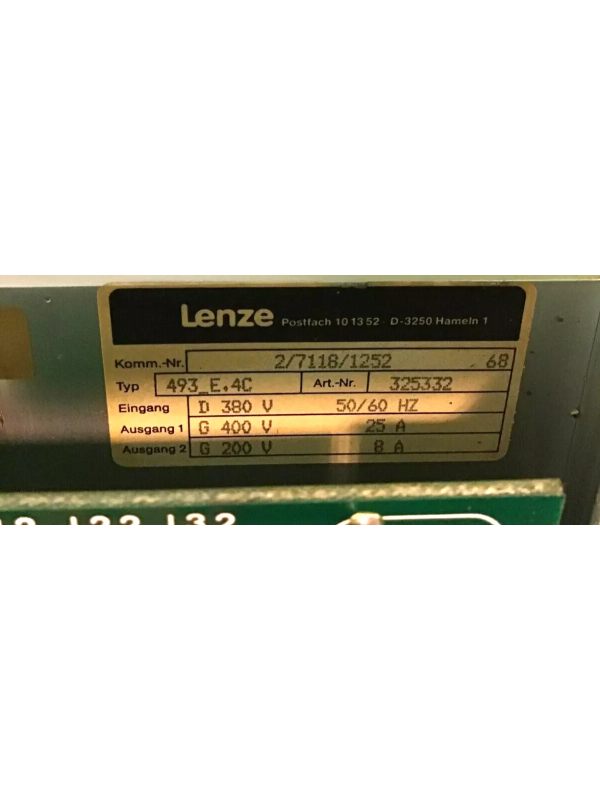 Lenze Postfach 10 13 52 D-3250 Hameln 1
Komm.-Nr. 2/7118/1252 .68
Typ 493_E.4C Art.-Nr. 325332
Eingang D 380 V 50/60 HZ
Ausgang 1 G 400 V 25 A
Ausgang 2 G 200 V 8 A